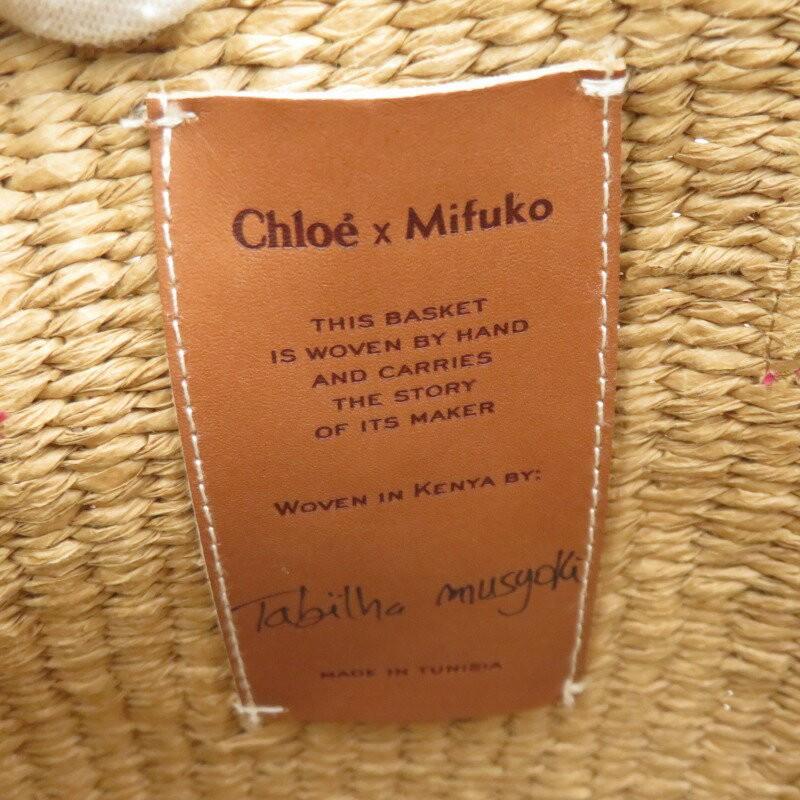 Chloé x Mifuko
THIS BASKET
IS WOVEN BY HAND
AND CARRIES
THE STORY
OF ITS MAKER
WOVEN IN KENYA BY:
Tabilha musyoki
MADE IN TUNISIA